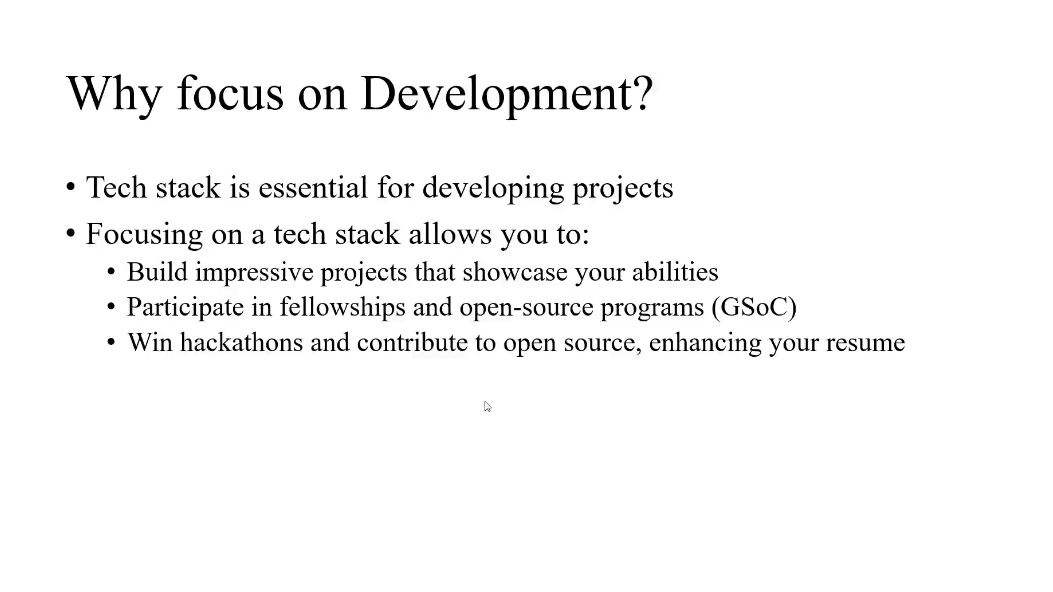 Why focus on Development?
• Tech stack is essential for developing projects
• Focusing on a tech stack allows you to:
• Build impressive projects that showcase your abilities
• Participate in fellowships and open-source programs (GSoC)
• Win hackathons and contribute to open source, enhancing your resume